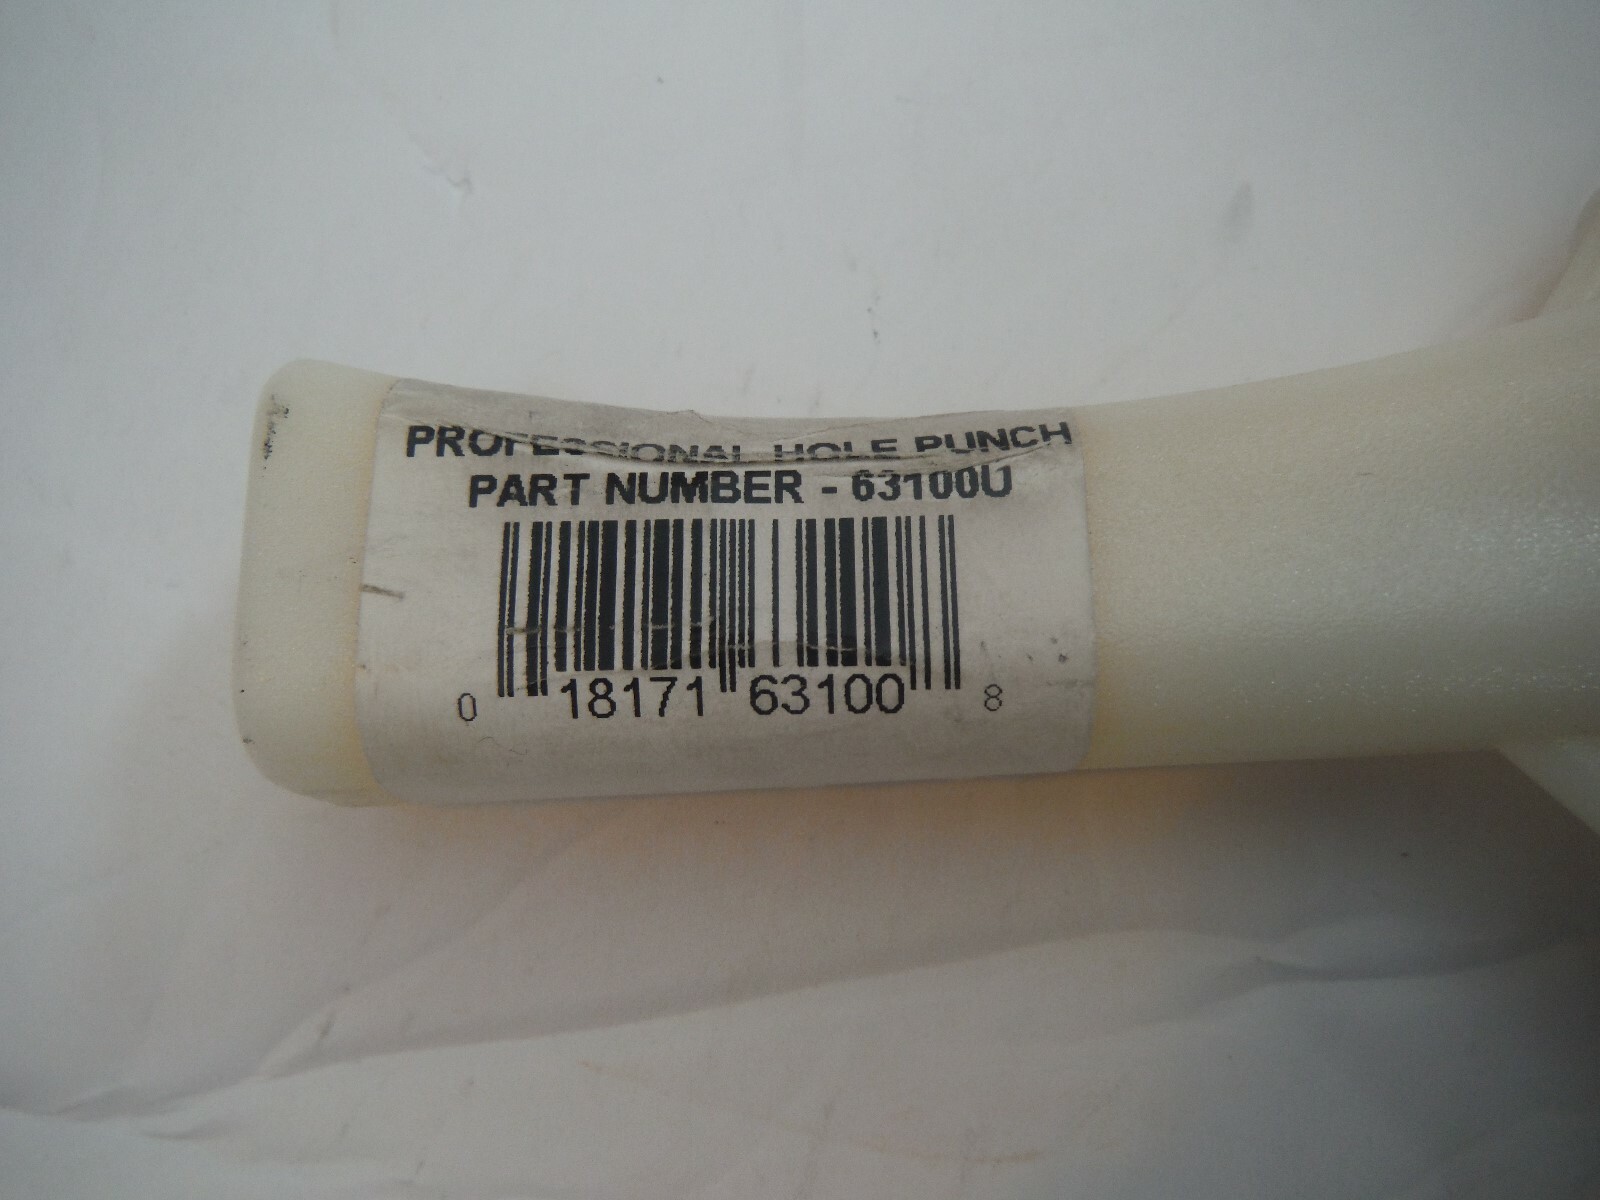 PROFESSIONAL HOLE PUNCH
PART NUMBER - 63100U
0 18171 63100 8